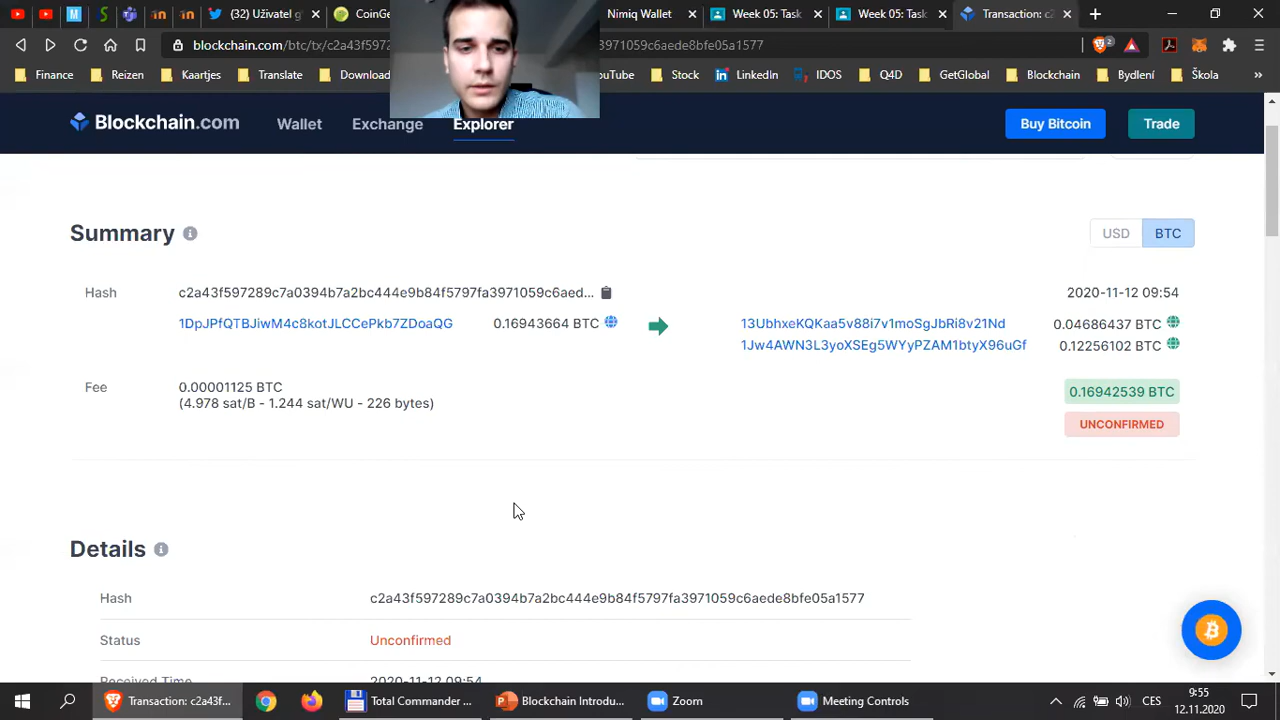 (32) Uživatel g
CoinGe
Nimiq Wallet
Week 05: Task
Week 05: Task
Transaction: c2
blockchain.com/btc/tx/c2a43f597
3971059c6aede8bfe05a1577
2
Finance
Reizen
Kaartjes
Translate
Download
uTube
Stock
LinkedIn
IDOS
Q4D
GetGlobal
Blockchain
Bydlení
Škola
»
Blockchain.com
Wallet
Exchange
Explorer
Buy Bitcoin
Trade
Summary
USD
BTC
Hash
c2a43f597289c7a0394b7a2bc444e9b84f5797fa3971059c6aed...
2020-11-12 09:54
1DpJPfQTBJiwM4c8kotJLCCePkb7ZDoaQG
0.16943664 BTC
13UbhxeKQKaa5v88i7v1moSgJbRi8v21Nd
0.04686437 BTC
1Jw4AWN3L3yoXSEg5WYyPZAM1btyX96uGf
0.12256102 BTC
Fee
0.00001125 BTC
(4.978 sat/B - 1.244 sat/WU - 226 bytes)
0.16942539 BTC
UNCONFIRMED
Details
Hash
c2a43f597289c7a0394b7a2bc444e9b84f5797fa3971059c6aede8bfe05a1577
Status
Unconfirmed
Received Time
2020-11-12 09:54
Transaction: c2a43f...
Total Commander ...
Blockchain Introdu...
Zoom
Meeting Controls
CES
9:55
12.11.2020